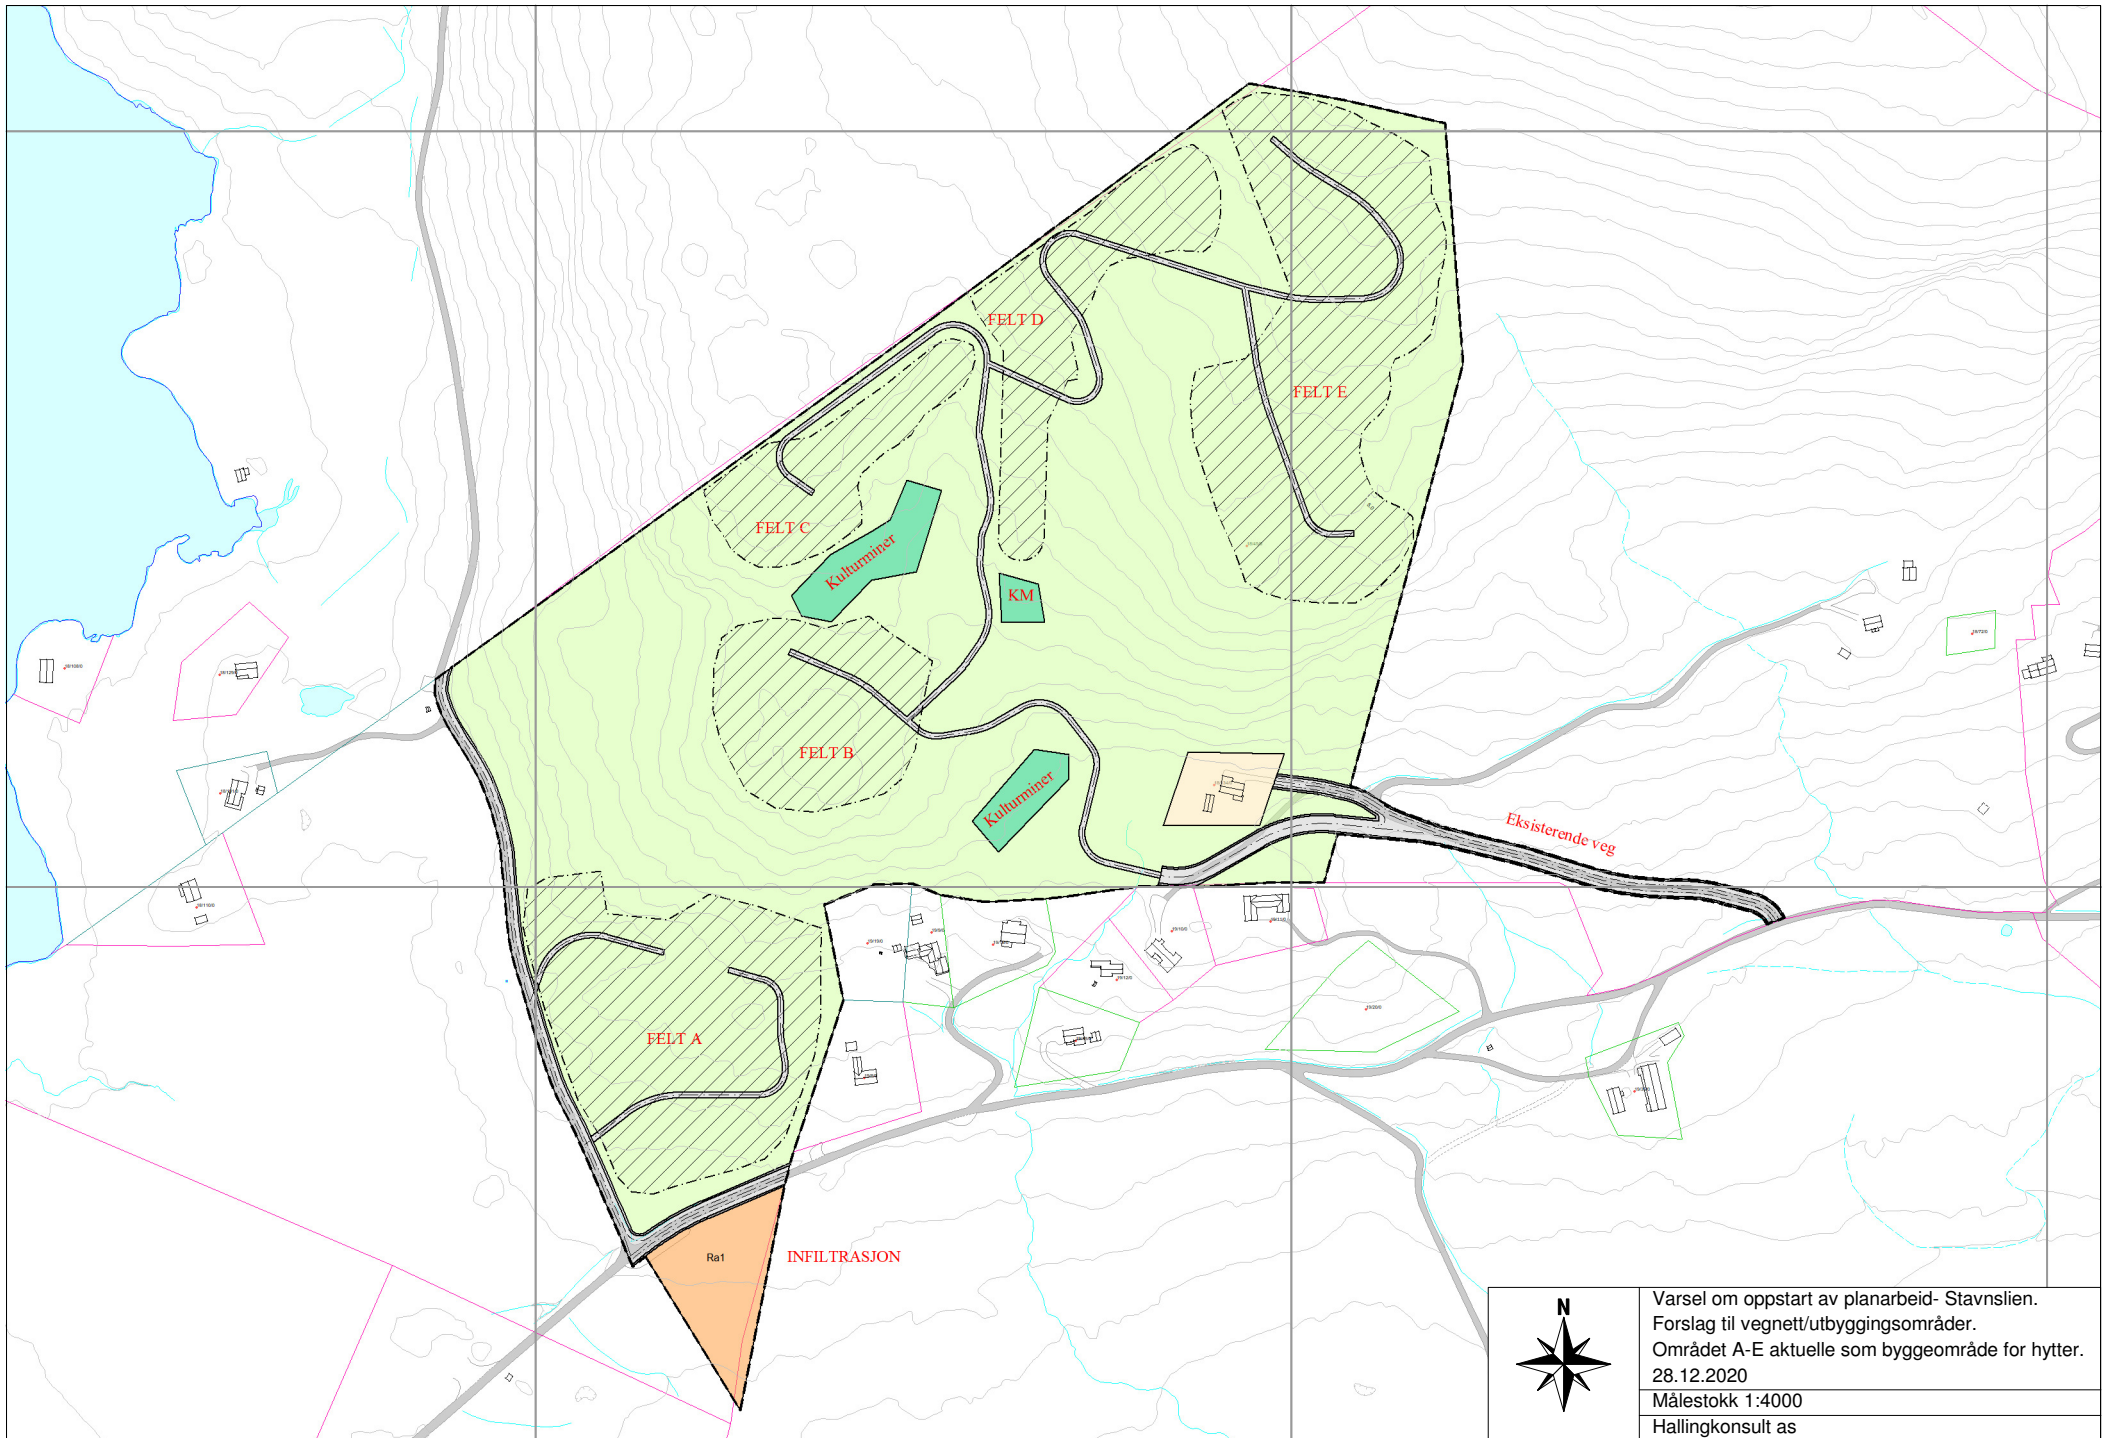 FELT D
FELT E
FELT C
Kulturminer
KM
FELT B
Kulturminer
Eksisterende veg
FELT A
Ra1
INFILTRASJON
N
Varsel om oppstart av planarbeid- Stavnslien.
Forslag til vegnett/utbyggingsområder.
Området A-E aktuelle som byggeområde for hytter.
28.12.2020
Målestokk 1:4000
Hallingkonsult as